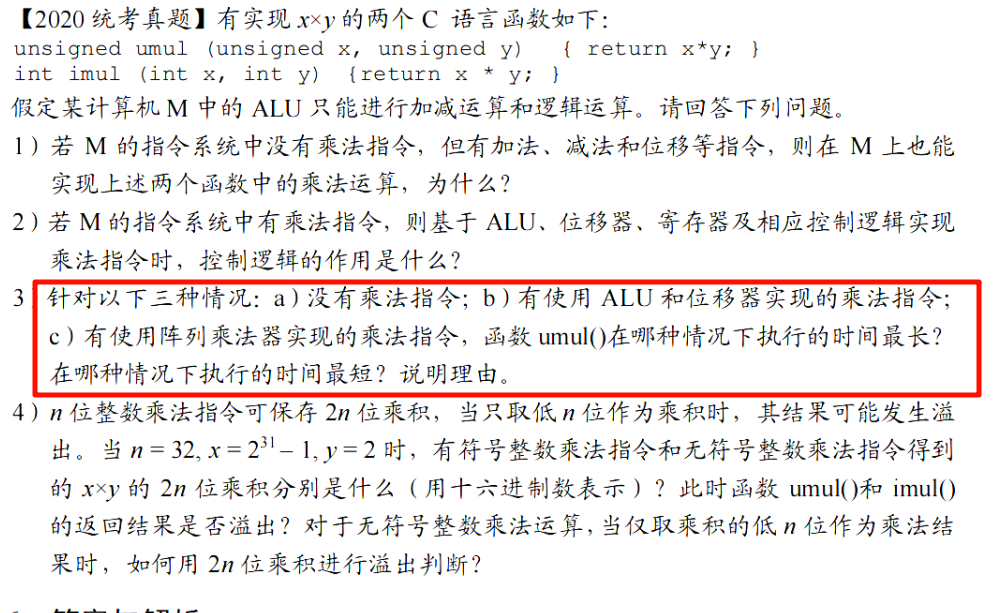 【2020 统考真题】有实现 x×y 的两个 C 语言函数如下：
unsigned umul (unsigned x, unsigned y) { return x*y; }
int imul (int x, int y) {return x * y; }
假定某计算机 M 中的 ALU 只能进行加减运算和逻辑运算。请回答下列问题。
1）若 M 的指令系统中没有乘法指令，但有加法、减法和位移等指令，则在 M 上也能
实现上述两个函数中的乘法运算，为什么？
2）若 M 的指令系统中有乘法指令，则基于 ALU、位移器、寄存器及相应控制逻辑实现
乘法指令时，控制逻辑的作用是什么？
3）针对以下三种情况：a）没有乘法指令；b）有使用 ALU 和位移器实现的乘法指令；
c）有使用阵列乘法器实现的乘法指令，函数 umul()在哪种情况下执行的时间最长？
在哪种情况下执行的时间最短？说明理由。
4）n 位整数乘法指令可保存 2n 位乘积，当只取低 n 位作为乘积时，其结果可能发生溢
出。当 n = 32, x = 2³¹ – 1, y = 2 时，有符号整数乘法指令和无符号整数乘法指令得到
的 x×y 的 2n 位乘积分别是什么（用十六进制数表示）？此时函数 umul()和 imul()
的返回结果是否溢出？对于无符号整数乘法运算，当仅取乘积的低 n 位作为乘法结
果时，如何用 2n 位乘积进行溢出判断？